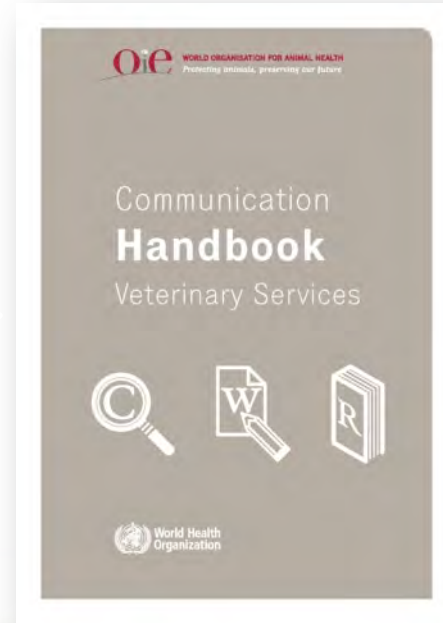 OiE WORLD ORGANISATION FOR ANIMAL HEALTH
Protecting animals, preserving our future
Communication
Handbook
Veterinary Services
C
W
R
World Health
Organization